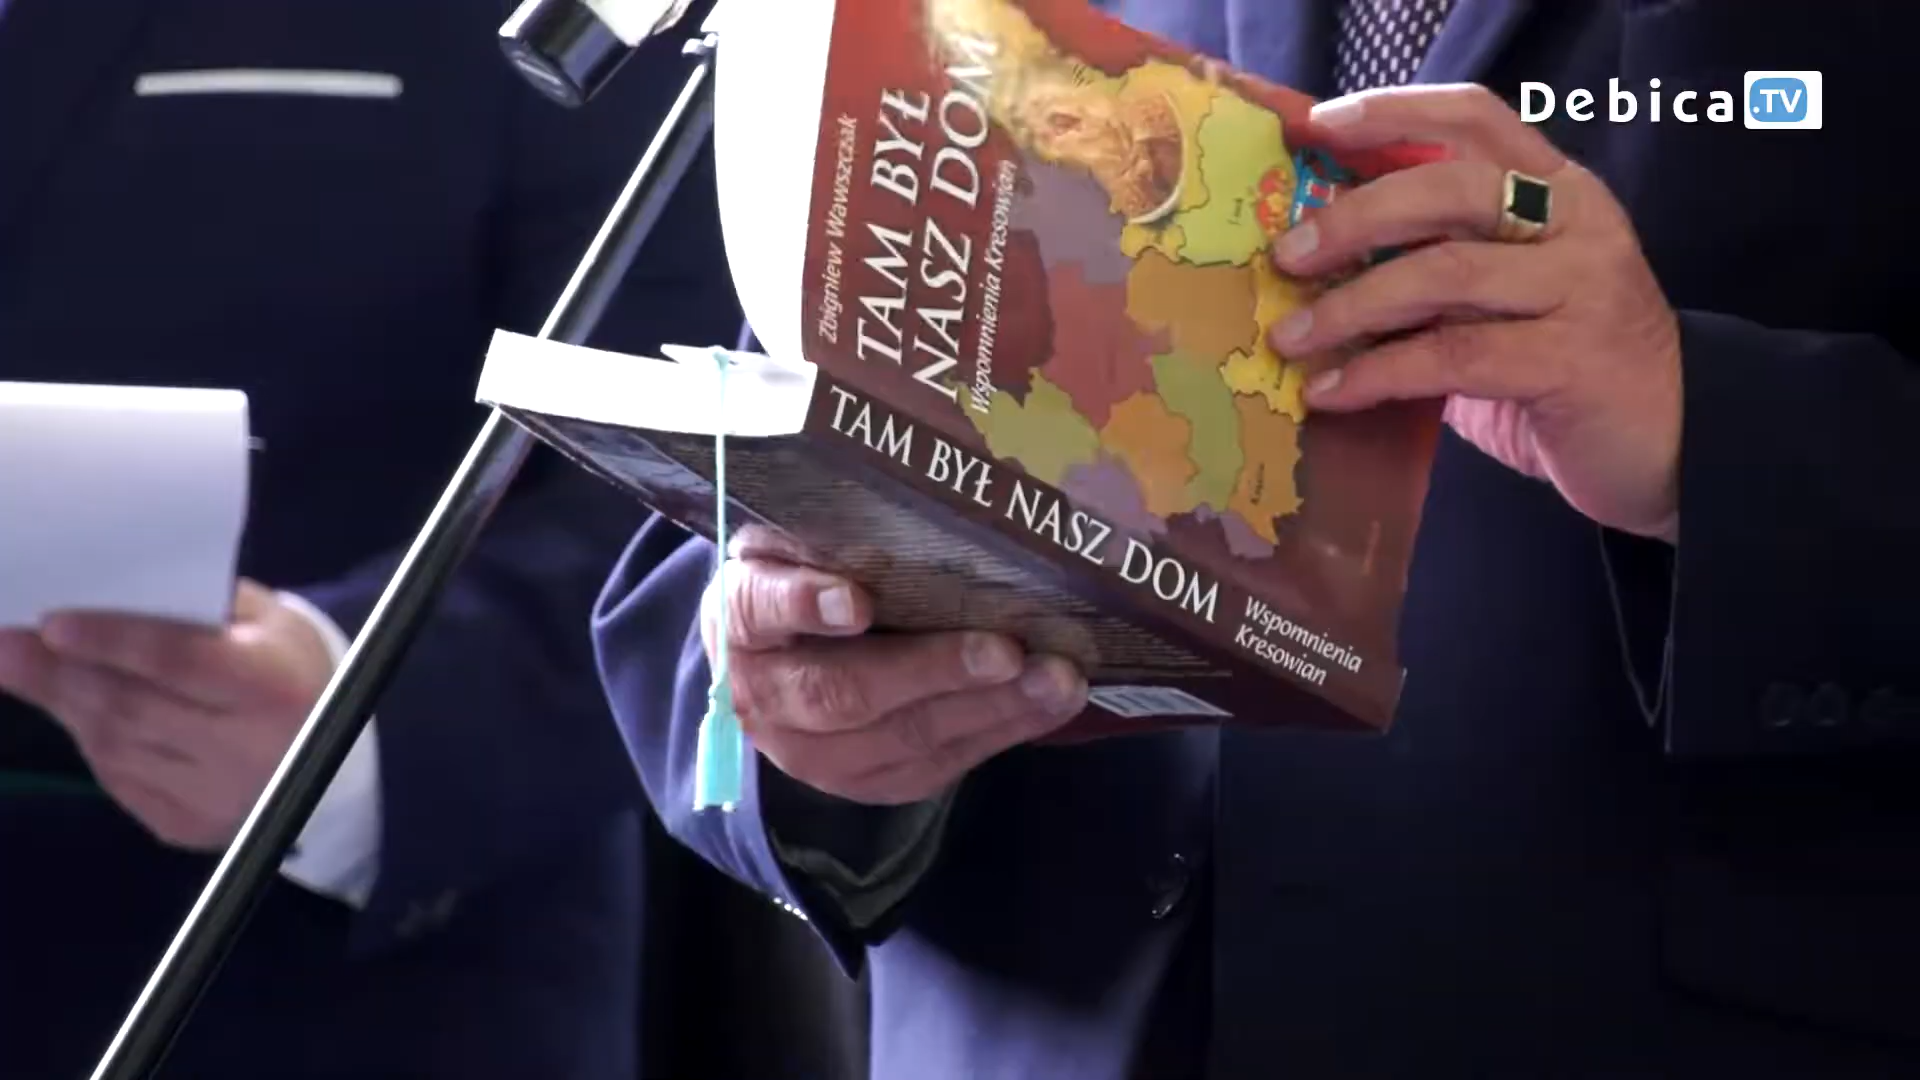 Debica.TV
Zbigniew Wawszczak
TAM BYŁ
NASZ DOM
Wspomnienia Kresowian
TAM BYŁ NASZ DOM
Wspomnienia
Kresowian